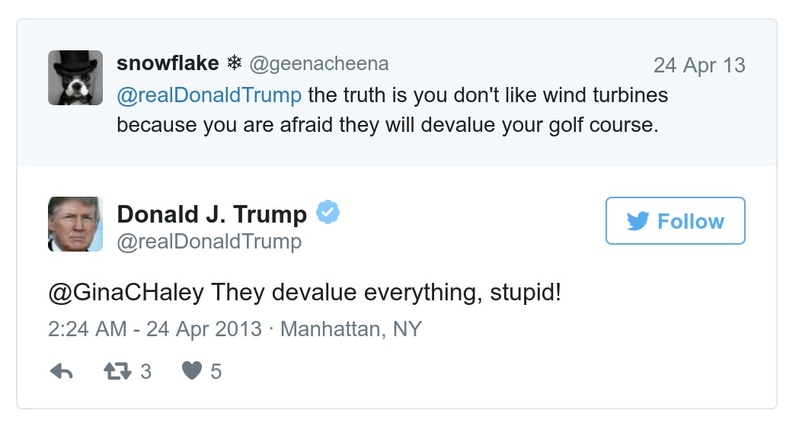 snowflake ❄ @geenacheena 24 Apr 13
@realDonaldTrump the truth is you don't like wind turbines
because you are afraid they will devalue your golf course.
Donald J. Trump
@realDonaldTrump
Follow
@GinaCHaley They devalue everything, stupid!
2:24 AM - 24 Apr 2013 · Manhattan, NY
3 5